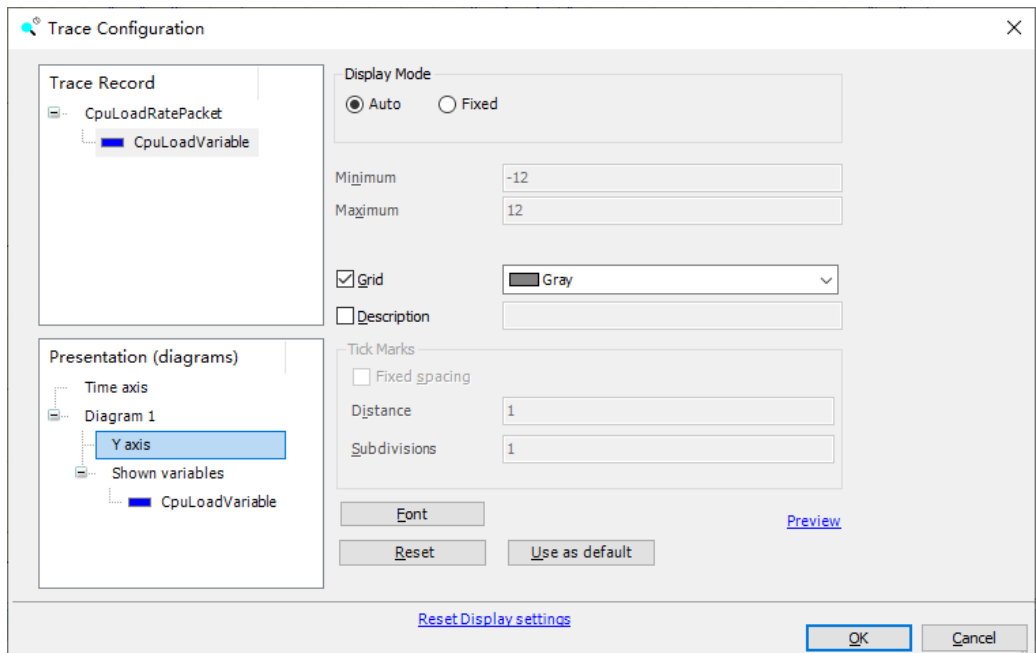 Trace Configuration
Trace Record
CpuLoadRatePacket
CpuLoadVariable
Presentation (diagrams)
Time axis
Diagram 1
Y axis
Shown variables
CpuLoadVariable
Display Mode
Auto Fixed
Minimum -12
Maximum 12
Grid Gray
Description
Tick Marks
Fixed spacing
Distance 1
Subdivisions 1
Font
Preview
Reset Use as default
Reset Display settings
OK Cancel